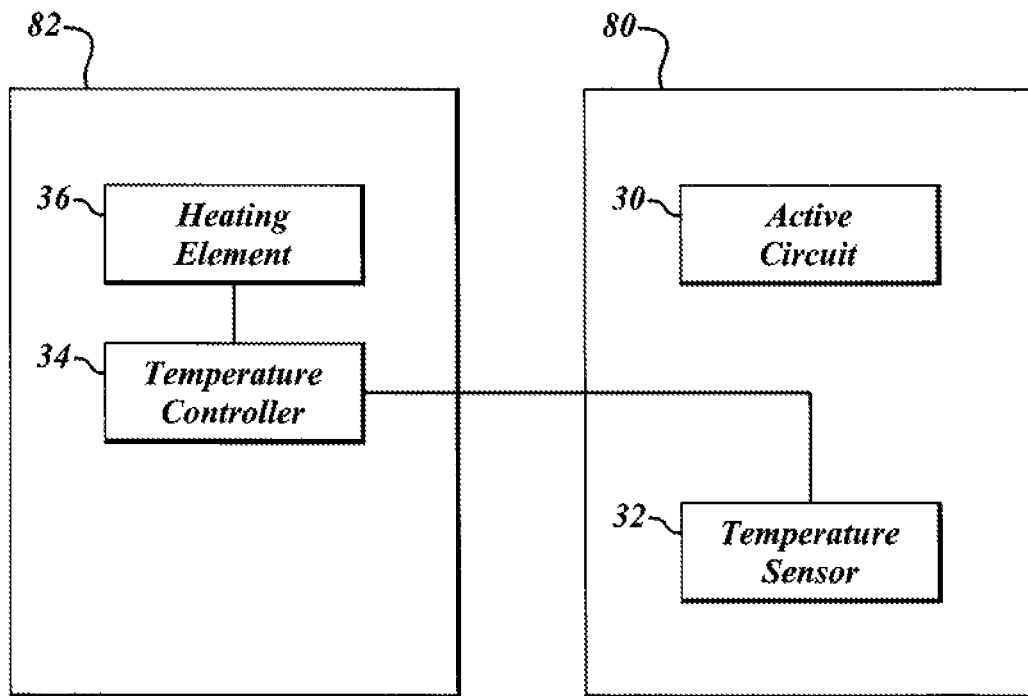 82
80
36
Heating
Element
30
Active
Circuit
34
Temperature
Controller
32
Temperature
Sensor